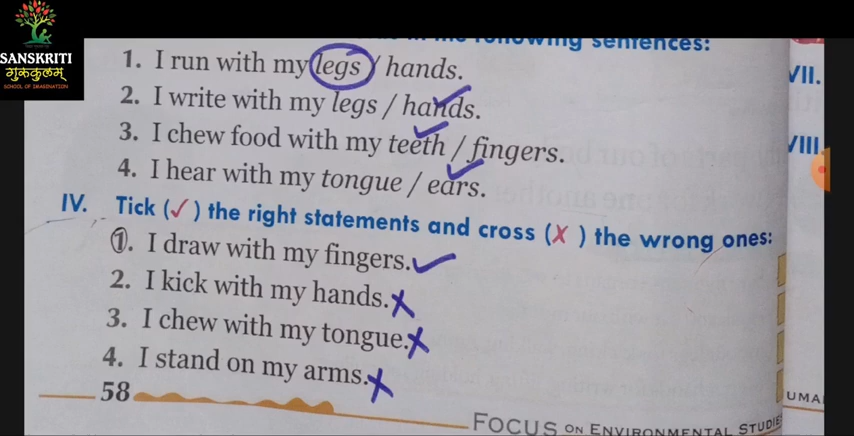 SANSKRITI
गुरुकुलम्
SCHOOL OF IMAGINATION
following sentences:
1. I run with my legs / hands.
2. I write with my legs / hands.
3. I chew food with my teeth / fingers.
4. I hear with my tongue / ears.
IV. Tick (✓) the right statements and cross (✗) the wrong ones:
1. I draw with my fingers. ✓
2. I kick with my hands. ✗
3. I chew with my tongue. ✗
4. I stand on my arms. ✗
58
FOCUS ON ENVIRONMENTAL STUDIE
VII.
VIII.
UMA